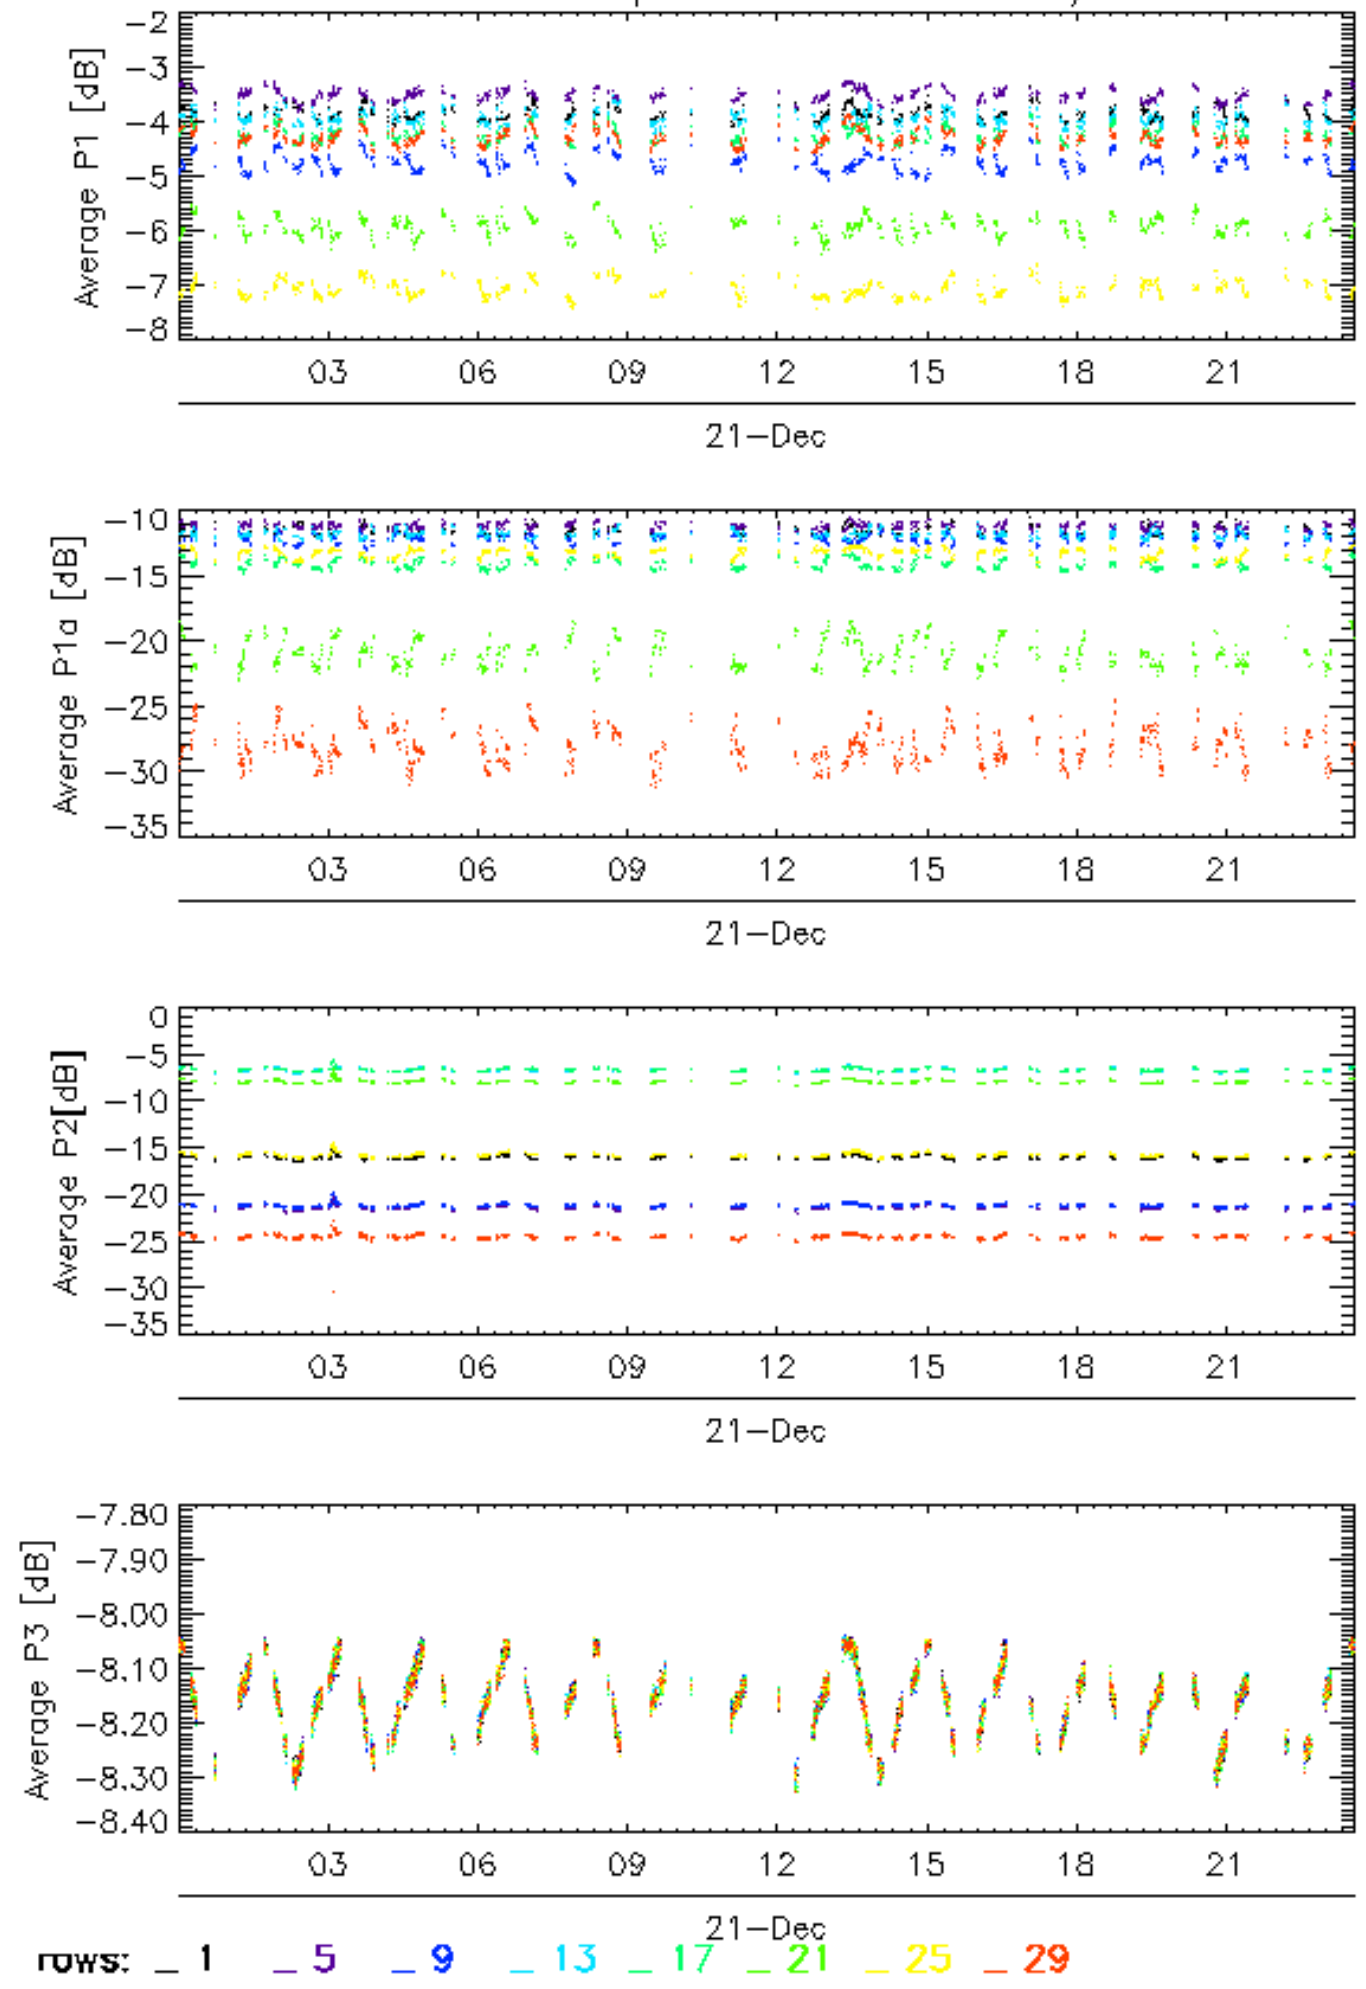 -2
-3
-4
-5
-6
-7
-8
Average P1 [dB]
03 06 09 12 15 18 21
21-Dec
-10
-15
-20
-25
-30
-35
Average P1a [dB]
03 06 09 12 15 18 21
21-Dec
0
-5
-10
-15
-20
-25
-30
-35
Average P2[dB]
03 06 09 12 15 18 21
21-Dec
-7.80
-7.90
-8.00
-8.10
-8.20
-8.30
-8.40
Average P3 [dB]
03 06 09 12 15 18 21
21-Dec
rows: _ 1 _ 5 _ 9 _ 13 _ 17 _ 21 _ 25 _ 29